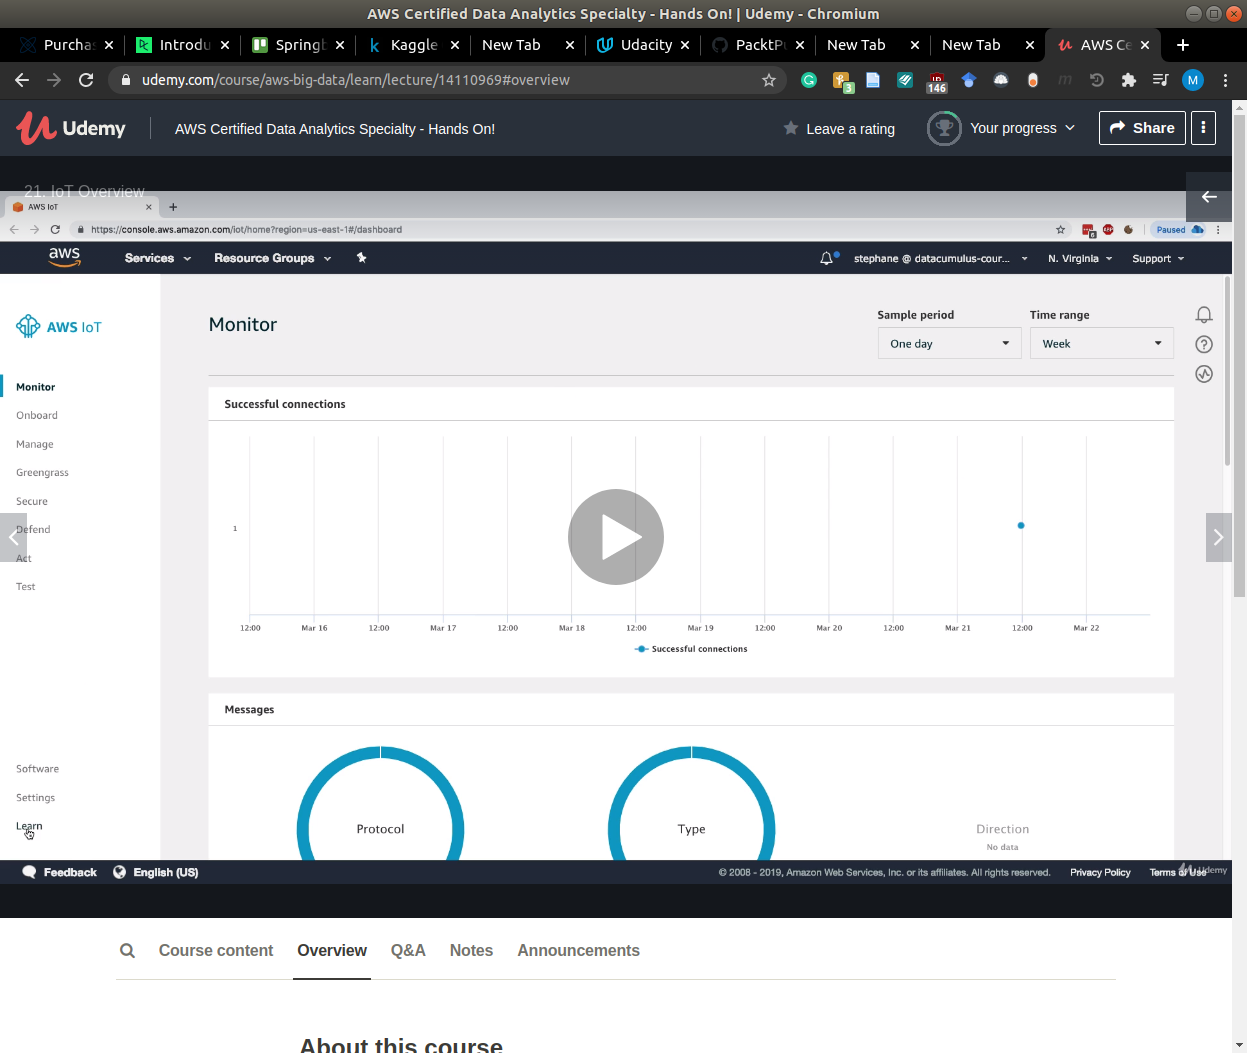 AWS Certified Data Analytics Specialty - Hands On! | Udemy - Chromium
Purchas
Introdu
Springb
Kaggle
New Tab
Udacity
PacktPu
New Tab
New Tab
AWS Ce
udemy.com/course/aws-big-data/learn/lecture/14110969#overview
3
146
M
Udemy
AWS Certified Data Analytics Specialty - Hands On!
Leave a rating
Your progress
Share
21. IoT Overview
AWS IoT
https://console.aws.amazon.com/iot/home?region=us-east-1#/dashboard
Paused
aws
Services
Resource Groups
stephane @ datacumulus-cour...
N. Virginia
Support
AWS IoT
Monitor
Sample period
Time range
One day
Week
Monitor
Onboard
Manage
Greengrass
Secure
Defend
Act
Test
Successful connections
1
12:00 Mar 16 12:00 Mar 17 12:00 Mar 18 12:00 Mar 19 12:00 Mar 20 12:00 Mar 21 12:00 Mar 22
Successful connections
Messages
Protocol
Type
Direction
No data
Software
Settings
Learn
Feedback
English (US)
© 2008 - 2019, Amazon Web Services, Inc. or its affiliates. All rights reserved.
Privacy Policy
Terms of Use
Udemy
Course content
Overview
Q&A
Notes
Announcements
About this course